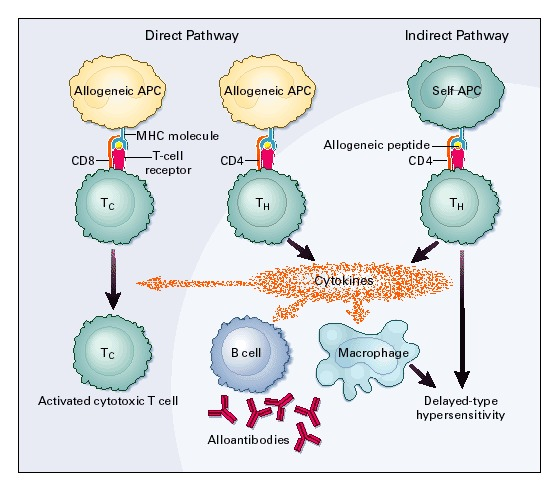 Direct Pathway
Indirect Pathway
Allogeneic APC
Allogeneic APC
Self APC
MHC molecule
CD8
T-cell
receptor
CD4
Allogeneic peptide
CD4
TC
TH
TH
Cytokines
TC
B cell
Macrophage
Activated cytotoxic T cell
Alloantibodies
Delayed-type
hypersensitivity